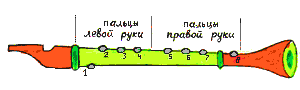 пальцы левой руки
пальцы правой руки
1 2 3 4 5 6 7 8